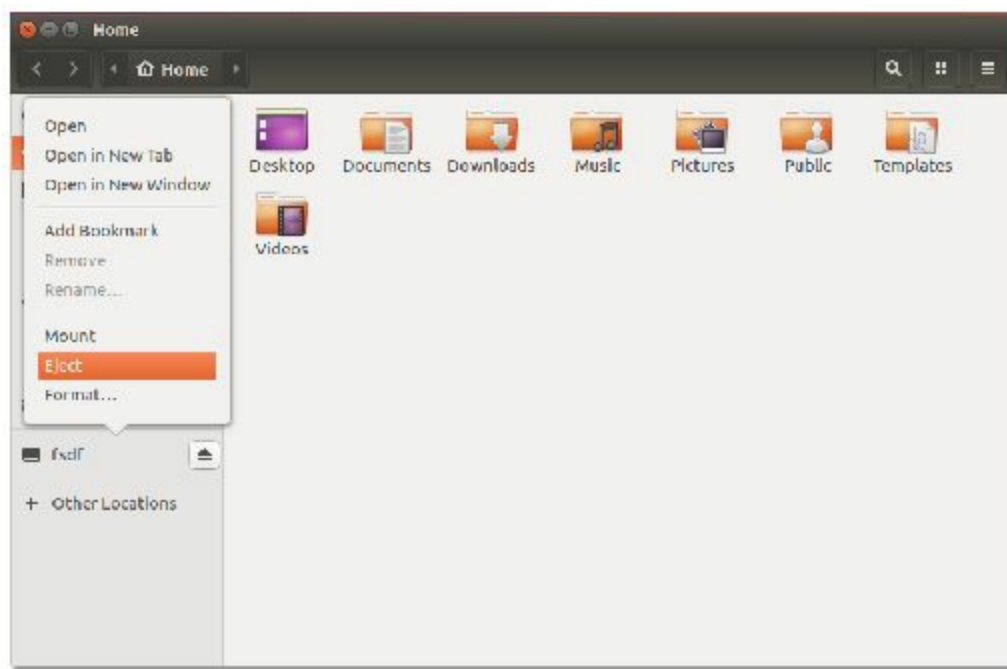 Home
Home
Open
Open in New Tab
Open in New Window
Add Bookmark
Remove
Rename...
Mount
Eject
Format...
fsdf
Other Locations
Desktop
Documents
Downloads
Music
Pictures
Public
Templates
Videos